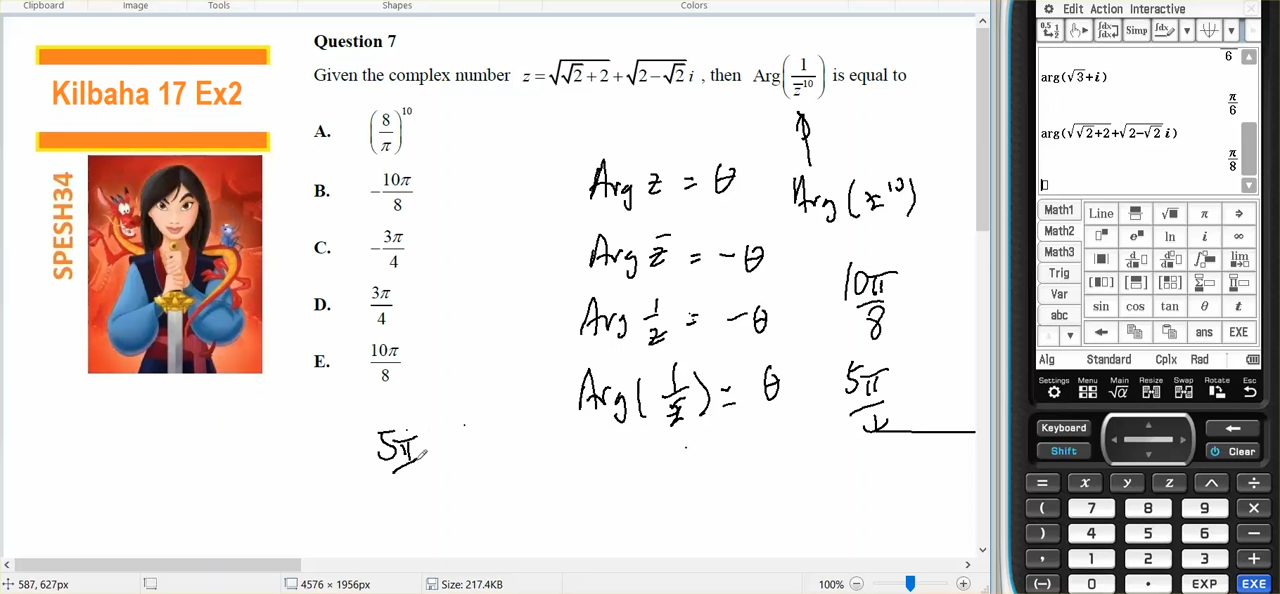 Clipboard Image Tools Shapes Colors
Kilbaha 17 Ex2
SPESH34
Question 7
Given the complex number z = √(√2 + 2) + √(2 − √2) i, then Arg(1/z̄¹⁰) is equal to
A. (8/π)¹⁰
B. −10π/8
C. −3π/4
D. 3π/4
E. 10π/8
Arg z = θ
Arg z̄ = −θ
Arg 1/z = −θ
Arg(1/z̄) = θ
Arg(z¹⁰)
10π/8
5π
5π
587, 627px
4576 × 1956px
Size: 217.4KB
100%
Edit Action Interactive
Simp
6
arg(√3+i)
π/6
arg(√(√2+2)+√(2−√2) i)
π/8
Math1 Line √ π ⇒
Math2 e ln i ∞
Math3 lim
Trig
Var sin cos tan θ t
abc ← ans EXE
Alg Standard Cplx Rad
Settings Menu Main Resize Swap Rotate Esc
Keyboard
Shift Clear
= x y z ^ ÷
( 7 8 9 ×
) 4 5 6 −
, 1 2 3 +
(−) 0 · EXP EXE